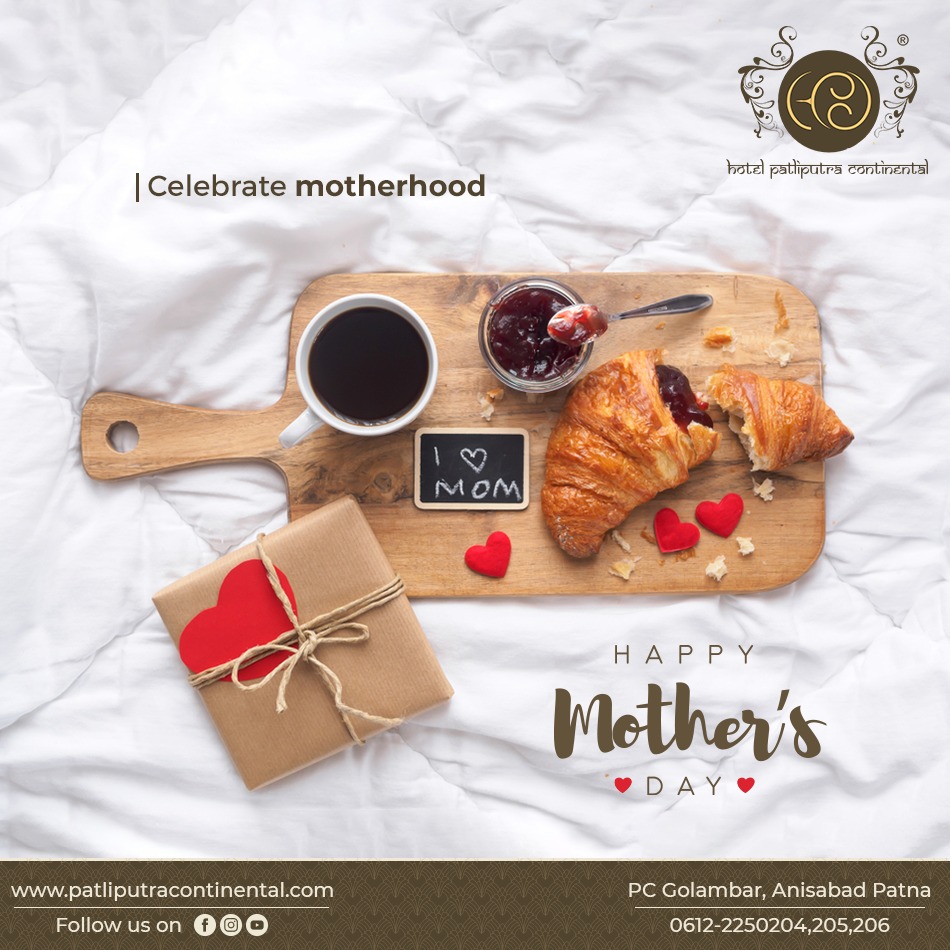 ®
hotel patliputra continental
Celebrate motherhood
I ♡
MOM
HAPPY
Mother's
DAY
www.patliputracontinental.com
Follow us on
PC Golambar, Anisabad Patna
0612-2250204,205,206